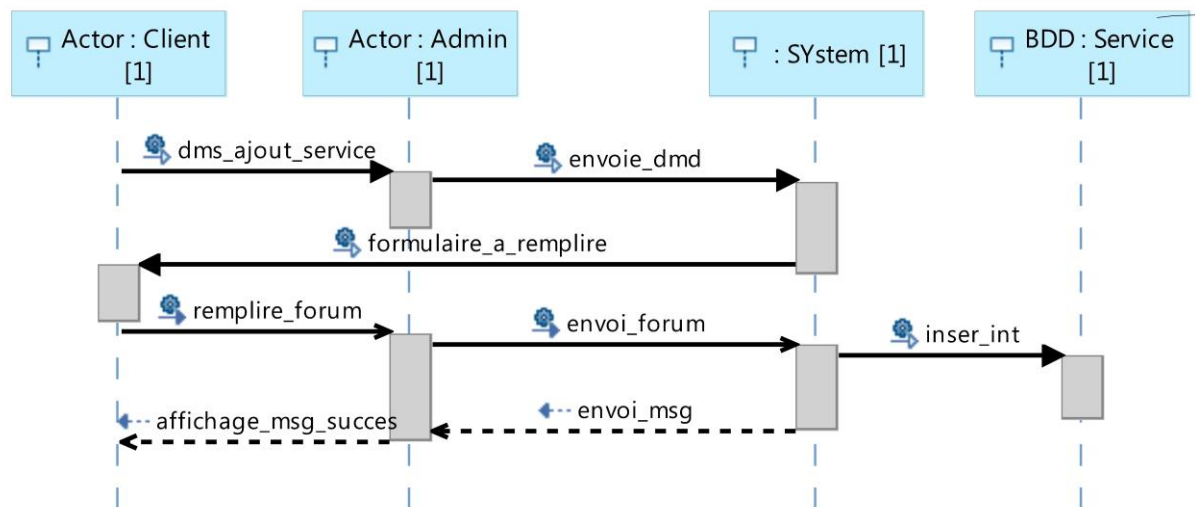 Actor : Client
[1]
Actor : Admin
[1]
: SYstem [1]
BDD : Service
[1]
dms_ajout_service
envoie_dmd
formulaire_a_remplire
remplire_forum
envoi_forum
inser_int
affichage_msg_succes
envoi_msg